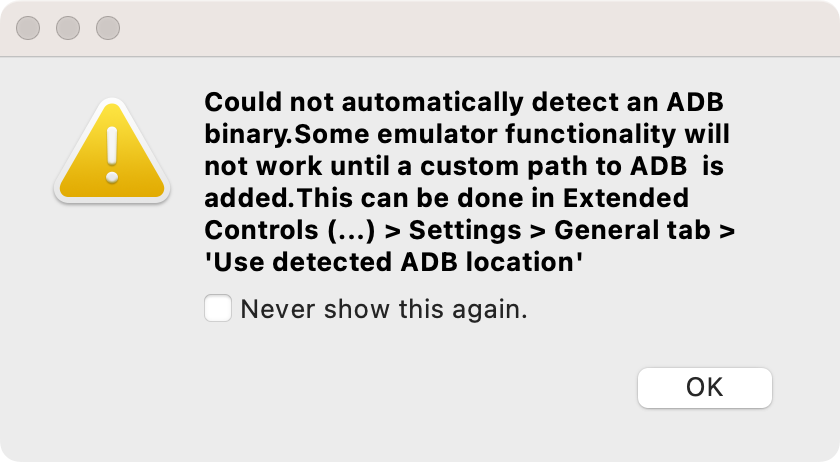 Could not automatically detect an ADB
binary.Some emulator functionality will
not work until a custom path to ADB  is
added.This can be done in Extended
Controls (...) > Settings > General tab >
'Use detected ADB location'
Never show this again.
OK